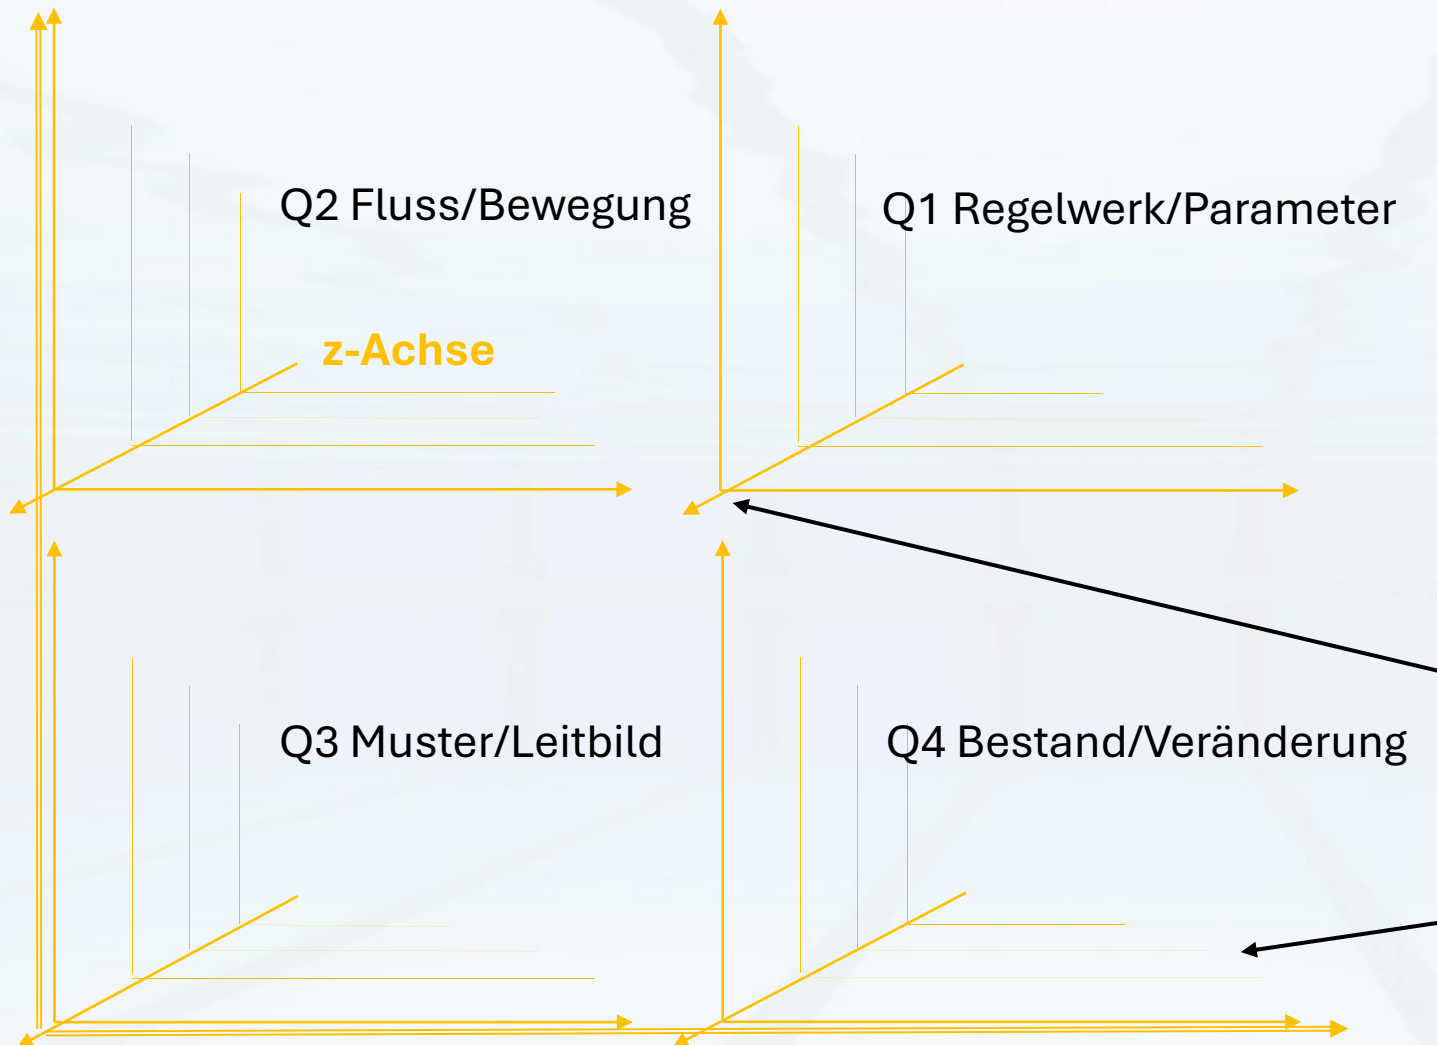 Q2 Fluss/Bewegung
Q1 Regelwerk/Parameter
z-Achse
Q3 Muster/Leitbild
Q4 Bestand/Veränderung